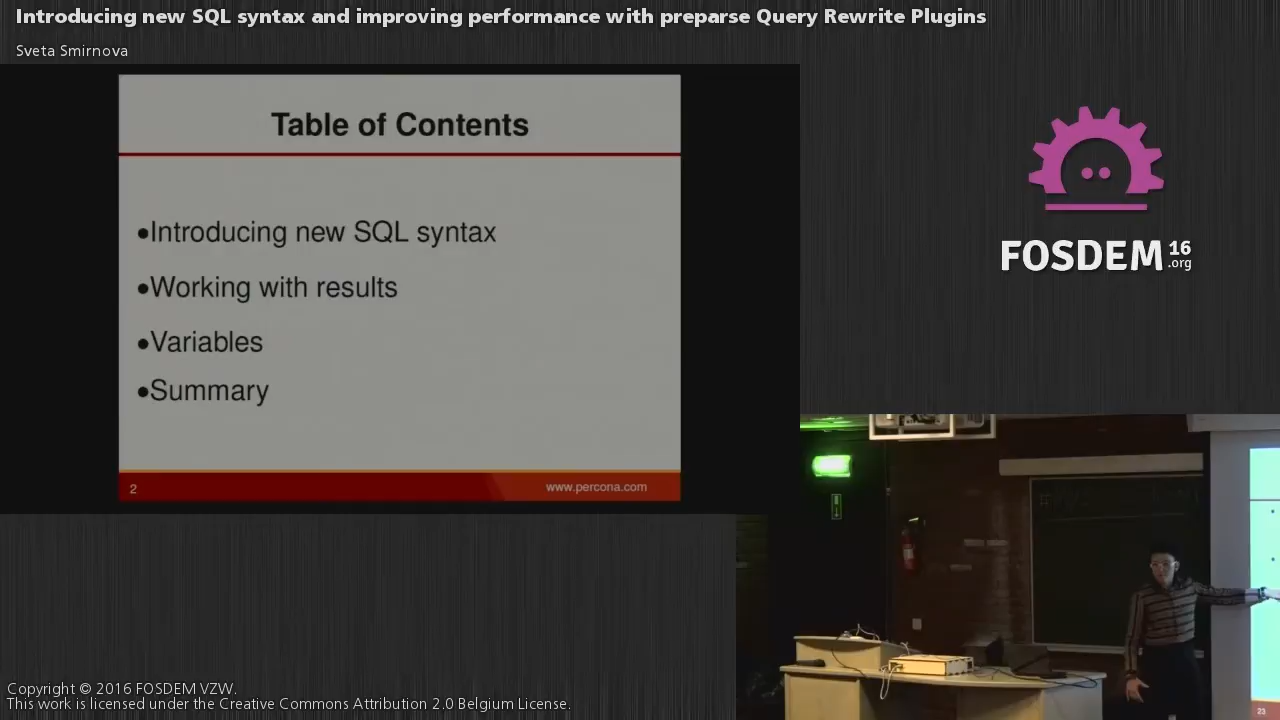 Introducing new SQL syntax and improving performance with preparse Query Rewrite Plugins
Sveta Smirnova
Table of Contents
•Introducing new SQL syntax
•Working with results
•Variables
•Summary
2
www.percona.com
FOSDEM 16
.org
23
Copyright © 2016 FOSDEM VZW.
This work is licensed under the Creative Commons Attribution 2.0 Belgium License.